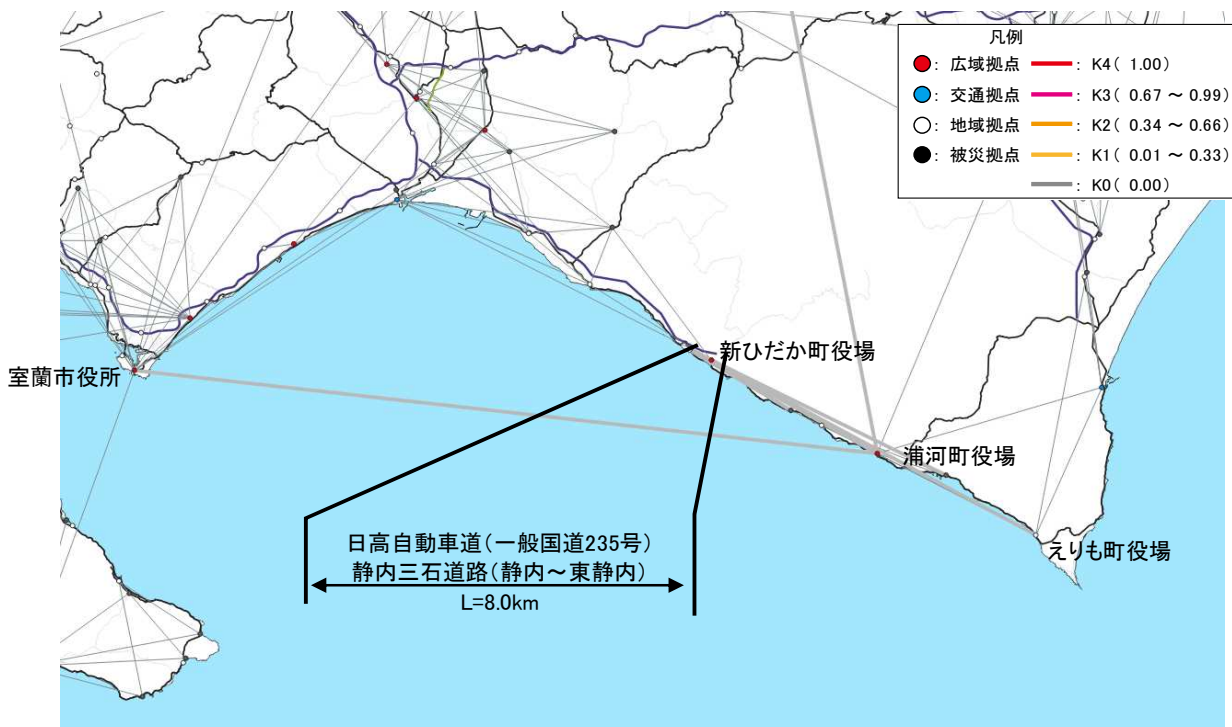 凡例
●: 広域拠点
●: 交通拠点
○: 地域拠点
●: 被災拠点
: K4( 1.00)
: K3( 0.67 ～ 0.99)
: K2( 0.34 ～ 0.66)
: K1( 0.01 ～ 0.33)
: K0( 0.00)
新ひだか町役場
室蘭市役所
浦河町役場
えりも町役場
日高自動車道(一般国道235号)
静内三石道路(静内～東静内)
L=8.0km